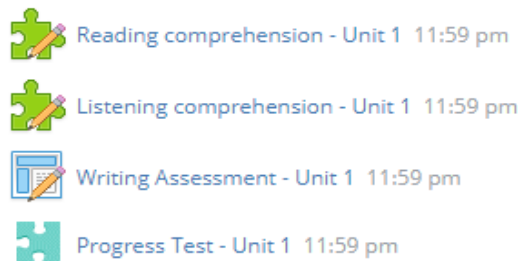 Reading comprehension - Unit 1 11:59 pm
Listening comprehension - Unit 1 11:59 pm
Writing Assessment - Unit 1 11:59 pm
Progress Test - Unit 1 11:59 pm